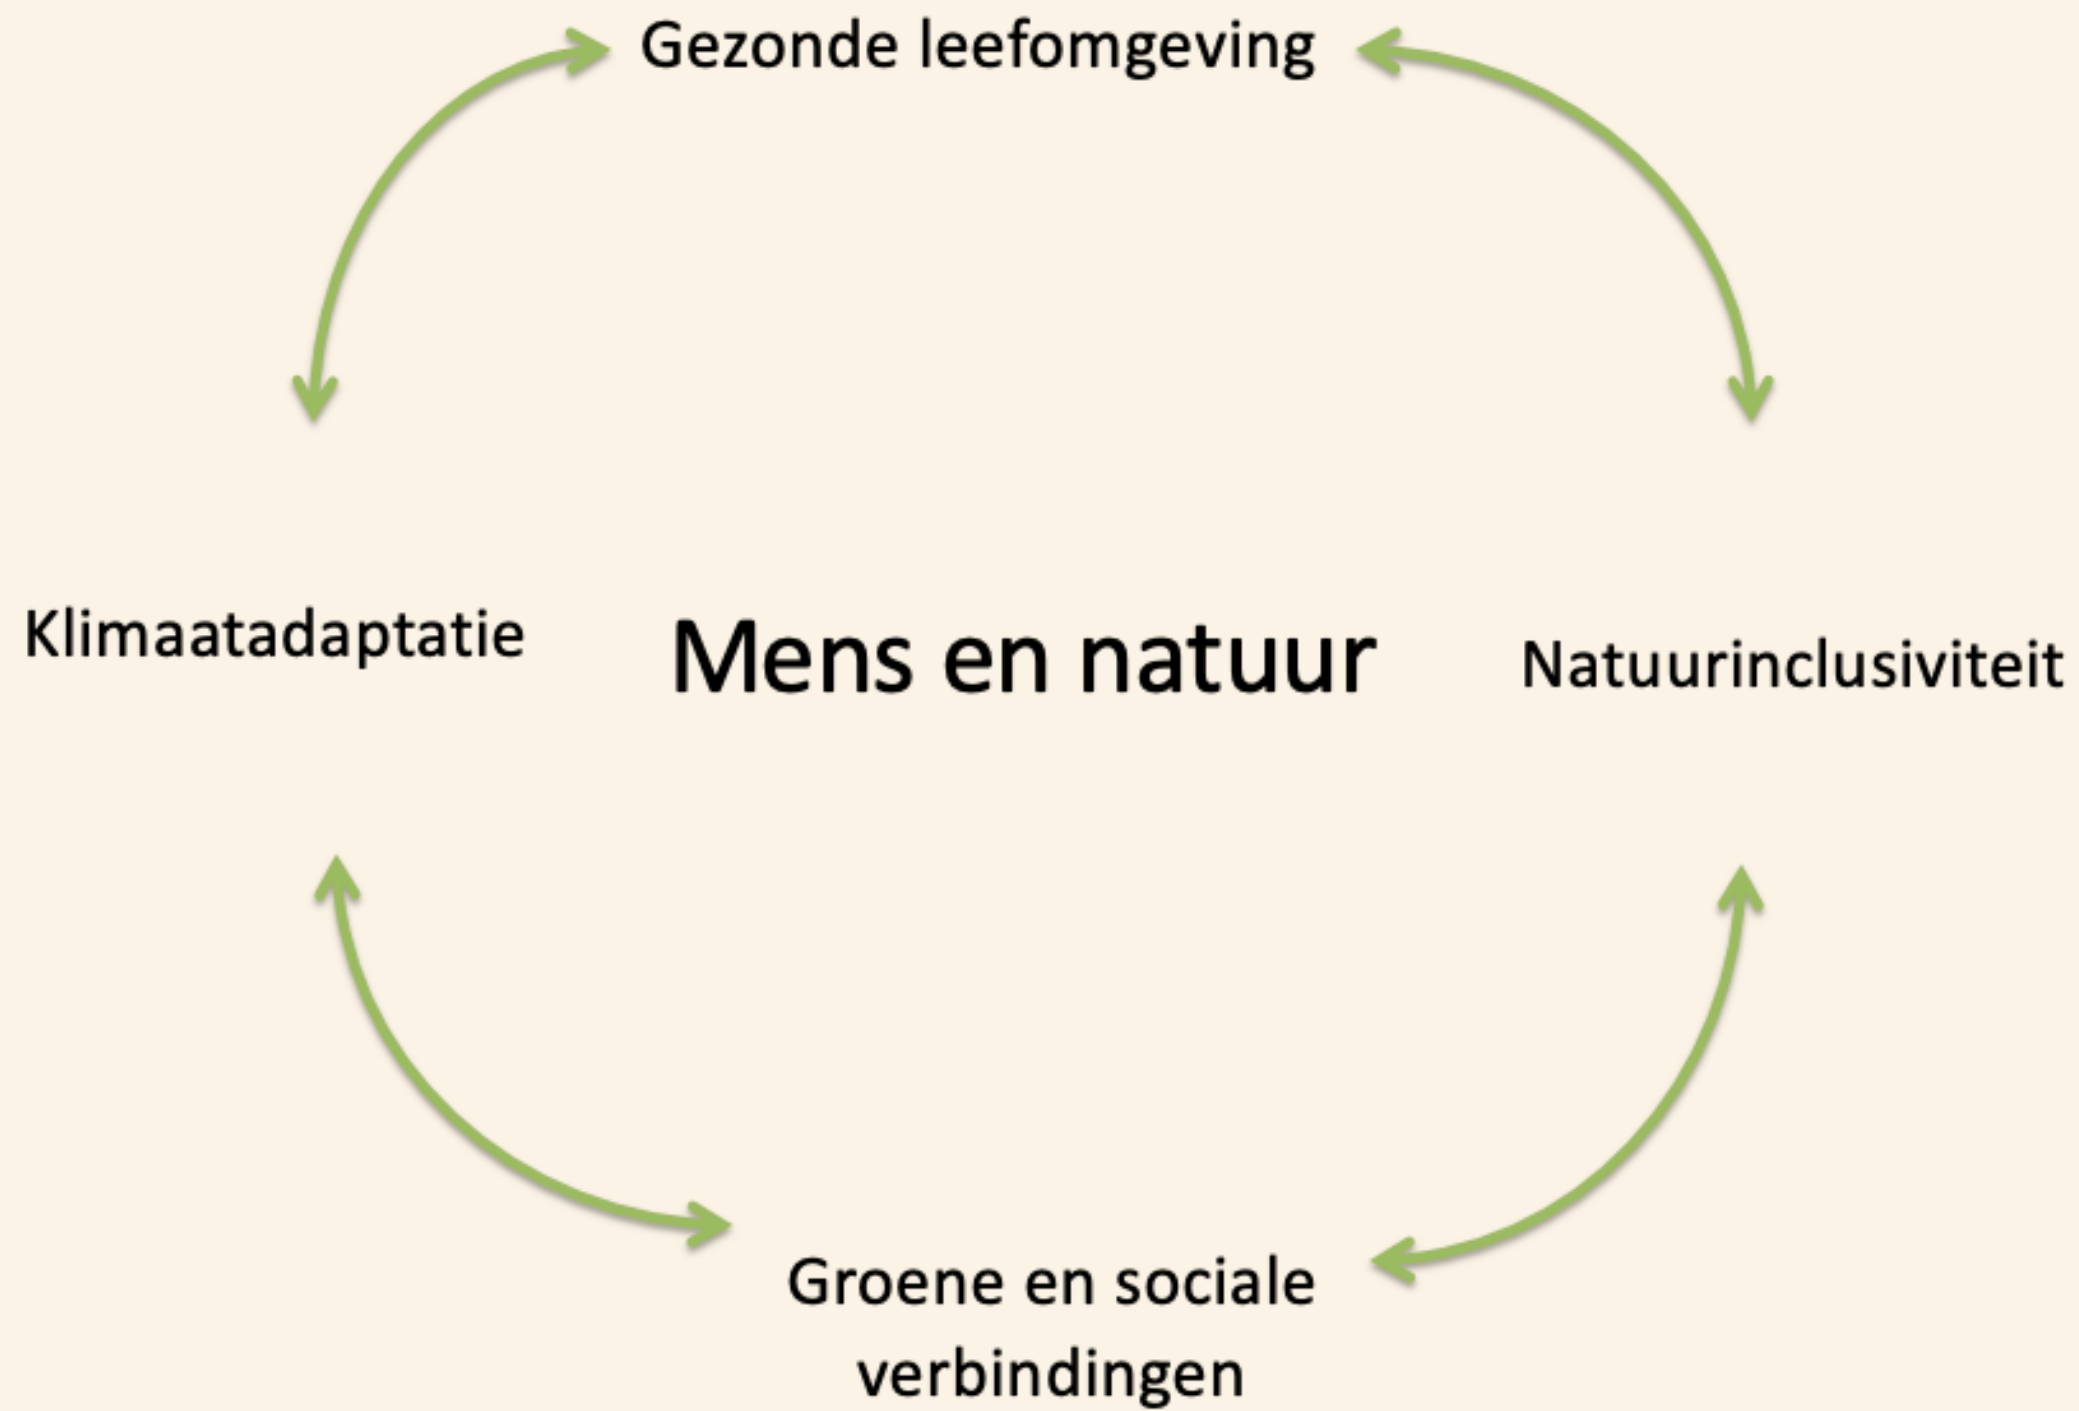 Gezonde leefomgeving
Klimaatadaptatie
Mens en natuur
Natuurinclusiviteit
Groene en sociale
verbindingen